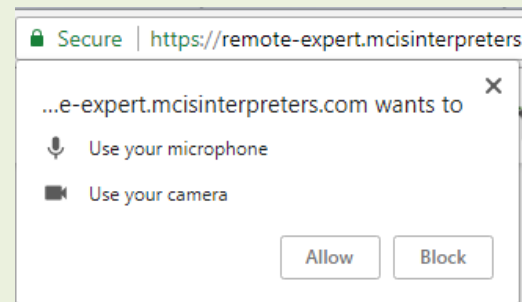 Secure | https://remote-expert.mcisinterpreters
...e-expert.mcisinterpreters.com wants to
Use your microphone
Use your camera
Allow Block